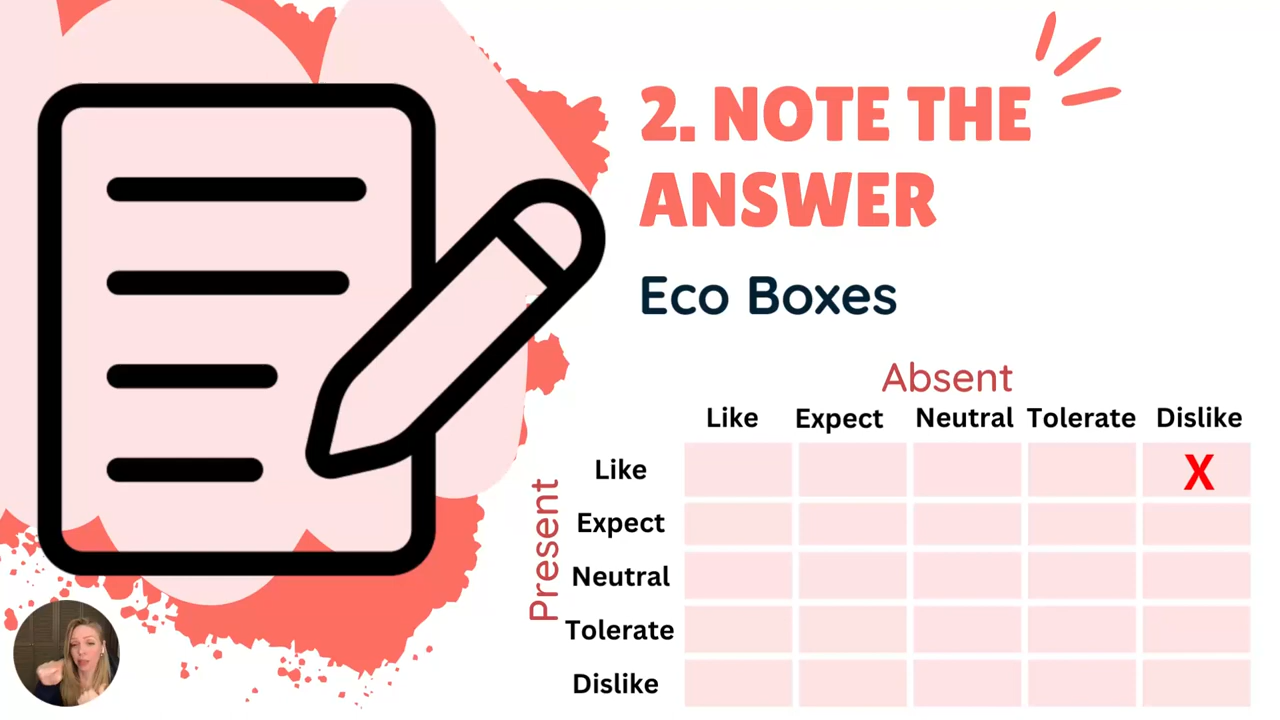 2. NOTE THE
ANSWER
Eco Boxes
Absent
Like Expect Neutral Tolerate Dislike
Present
Like X
Expect
Neutral
Tolerate
Dislike